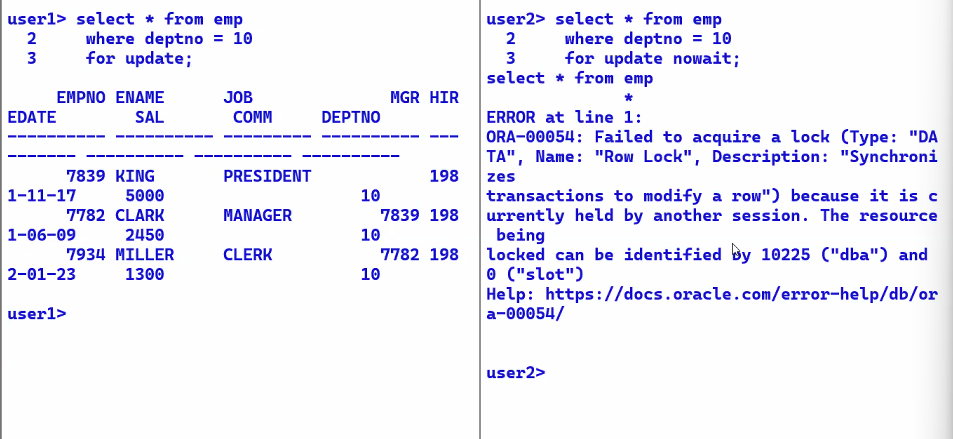 user1> select * from emp
  2     where deptno = 10
  3     for update;

     EMPNO ENAME      JOB              MGR HIR
EDATE        SAL       COMM     DEPTNO
---------- ---------- --------- ---------- ---
------- ---------- ---------- ----------
      7839 KING       PRESIDENT            198
1-11-17     5000                    10
      7782 CLARK      MANAGER         7839 198
1-06-09     2450                    10
      7934 MILLER     CLERK           7782 198
2-01-23     1300                    10

user1>
user2> select * from emp
  2     where deptno = 10
  3     for update nowait;
select * from emp
              *
ERROR at line 1:
ORA-00054: Failed to acquire a lock (Type: "DA
TA", Name: "Row Lock", Description: "Synchroni
zes
transactions to modify a row") because it is c
urrently held by another session. The resource
 being
locked can be identified by 10225 ("dba") and
0 ("slot")
Help: https://docs.oracle.com/error-help/db/or
a-00054/

user2>